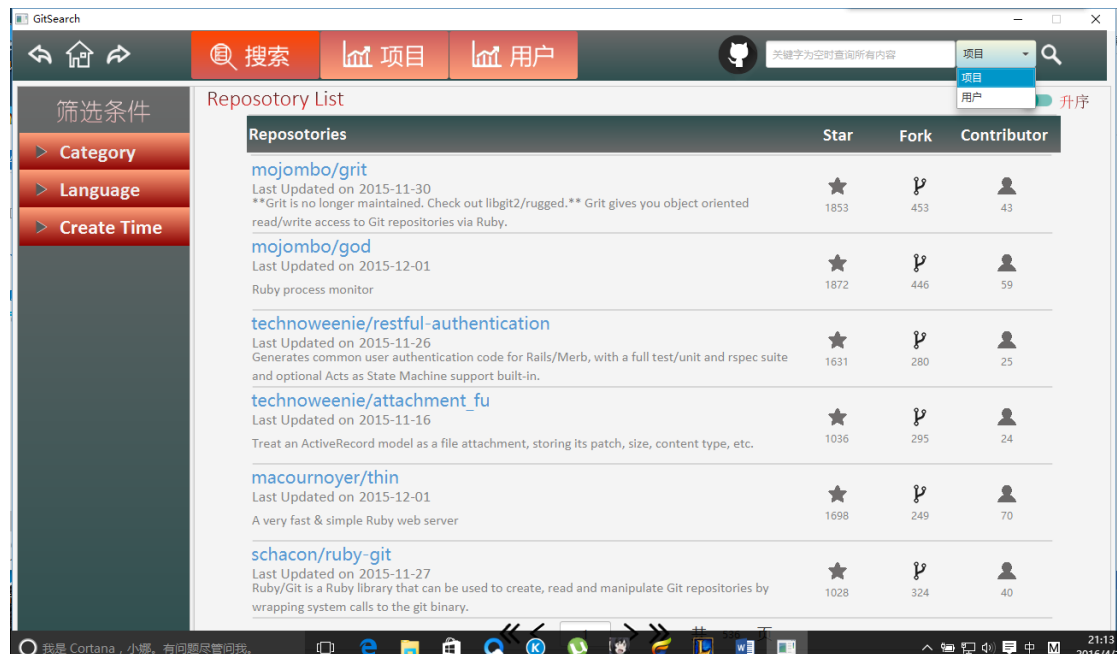 GitSearch
搜索
项目
用户
关键字为空时查询所有内容
项目
项目
用户
升序
筛选条件
Category
Language
Create Time
Reposotory List
Reposotories Star Fork Contributor
mojombo/grit
Last Updated on 2015-11-30
**Grit is no longer maintained. Check out libgit2/rugged.** Grit gives you object oriented
read/write access to Git repositories via Ruby.
1853 453 43
mojombo/god
Last Updated on 2015-12-01
Ruby process monitor
1872 446 59
technoweenie/restful-authentication
Last Updated on 2015-11-26
Generates common user authentication code for Rails/Merb, with a full test/unit and rspec suite
and optional Acts as State Machine support built-in.
1631 280 25
technoweenie/attachment_fu
Last Updated on 2015-11-16
Treat an ActiveRecord model as a file attachment, storing its patch, size, content type, etc.
1036 295 24
macournoyer/thin
Last Updated on 2015-12-01
A very fast & simple Ruby web server
1698 249 70
schacon/ruby-git
Last Updated on 2015-11-27
Ruby/Git is a Ruby library that can be used to create, read and manipulate Git repositories by
wrapping system calls to the git binary.
1028 324 40
共 536 页
我是 Cortana，小娜。有问题尽管问我。
中 M
21:13